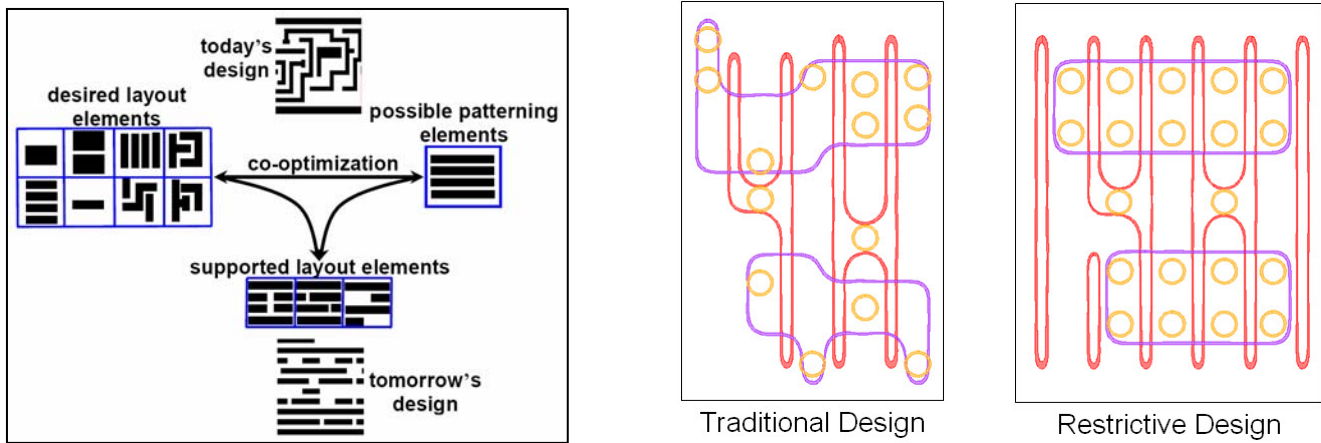 today's
design
desired layout
elements
possible patterning
elements
co-optimization
supported layout elements
tomorrow's
design
Traditional Design
Restrictive Design